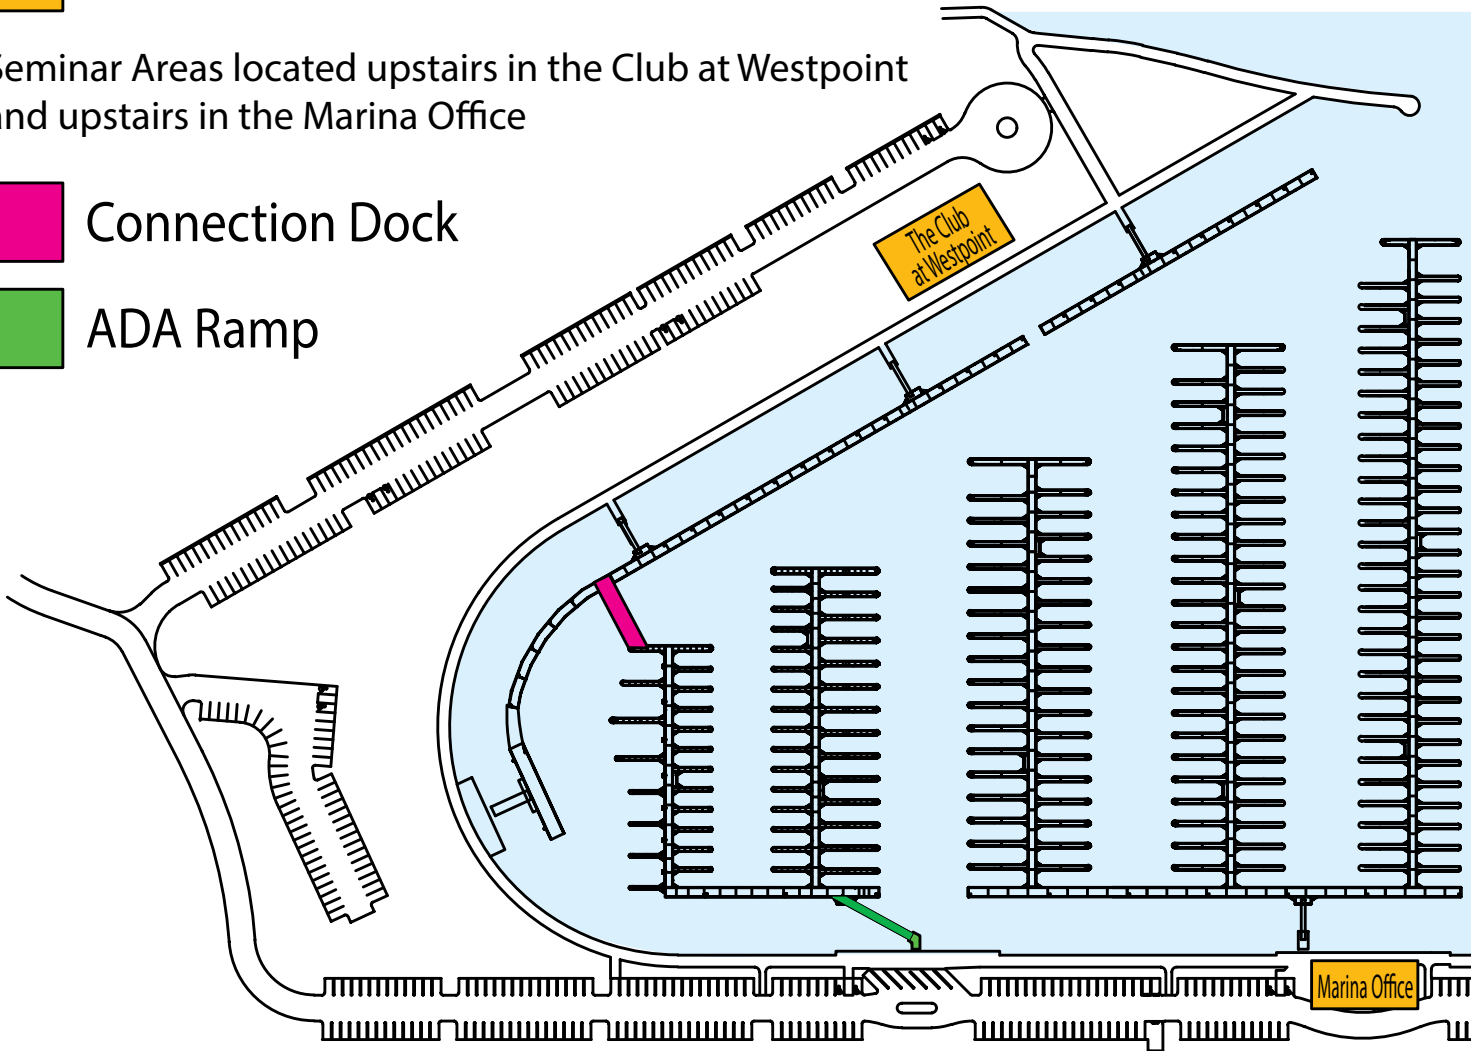 Seminar Areas located upstairs in the Club at Westpoint
and upstairs in the Marina Office
Connection Dock
ADA Ramp
The Club
at Westpoint
Marina Office